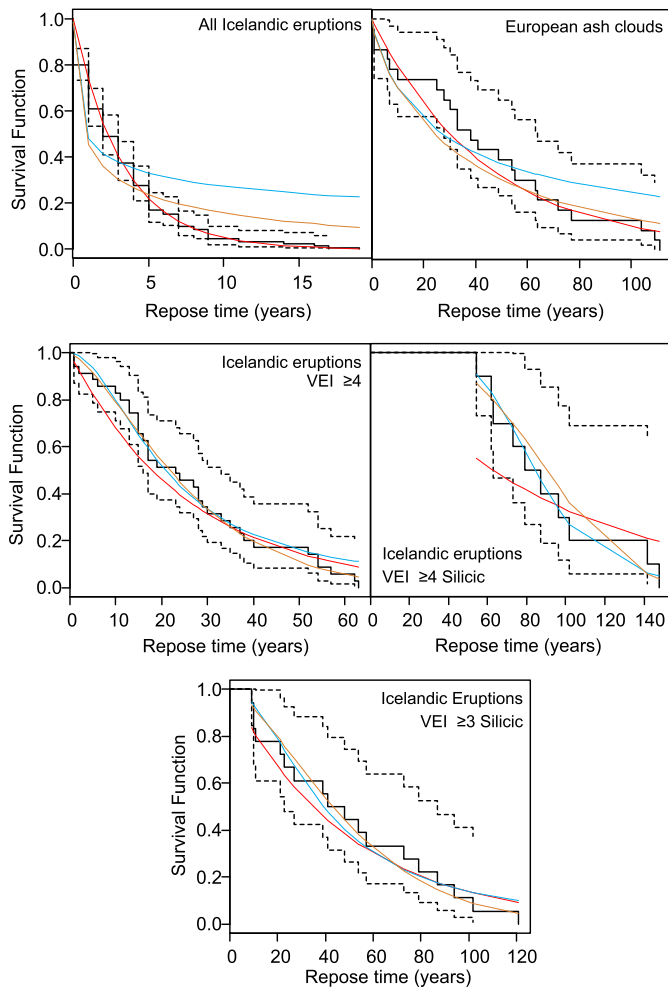 All Icelandic eruptions
Survival Function
1.0
0.8
0.6
0.4
0.2
0.0
0 5 10 15
Repose time (years)
European ash clouds
0 20 40 60 80 100
Repose time (years)
Icelandic eruptions
VEI ≥4
Survival Function
1.0
0.8
0.6
0.4
0.2
0.0
0 10 20 30 40 50 60
Repose time (years)
Icelandic eruptions
VEI ≥4 Silicic
0 20 40 60 80 100 120 140
Repose time (years)
Icelandic Eruptions
VEI ≥3 Silicic
Survival Function
1.0
0.8
0.6
0.4
0.2
0.0
0 20 40 60 80 100 120
Repose time (years)